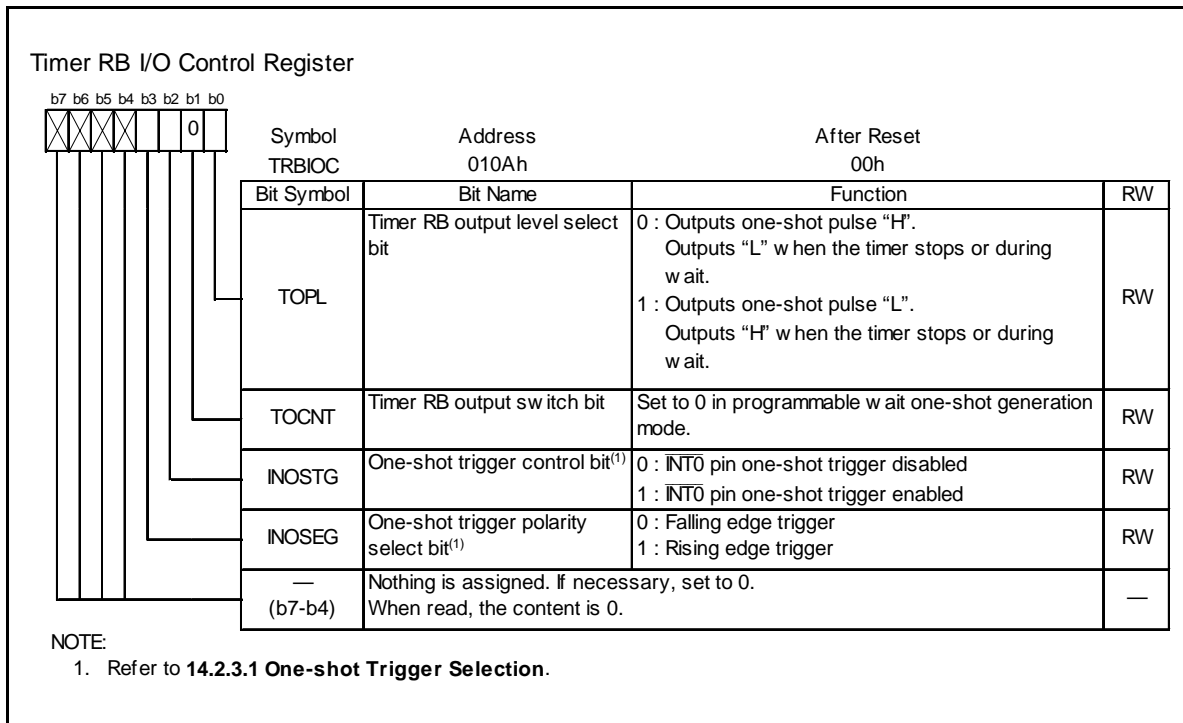 Timer RB I/O Control Register
b7 b6 b5 b4 b3 b2 b1 b0
0
Symbol Address After Reset
TRBIOC 010Ah 00h
Bit Symbol Bit Name Function RW
TOPL Timer RB output level select bit 0 : Outputs one-shot pulse “H”.
Outputs “L” when the timer stops or during
wait.
1 : Outputs one-shot pulse “L”.
Outputs “H” when the timer stops or during
wait.
RW
TOCNT Timer RB output switch bit Set to 0 in programmable wait one-shot generation
mode.
RW
INOSTG One-shot trigger control bit(1) 0 : INT0 pin one-shot trigger disabled
1 : INT0 pin one-shot trigger enabled
RW
INOSEG One-shot trigger polarity
select bit(1)
0 : Falling edge trigger
1 : Rising edge trigger
RW
—
(b7-b4)
Nothing is assigned. If necessary, set to 0.
When read, the content is 0.
—
NOTE:
1. Refer to 14.2.3.1 One-shot Trigger Selection.